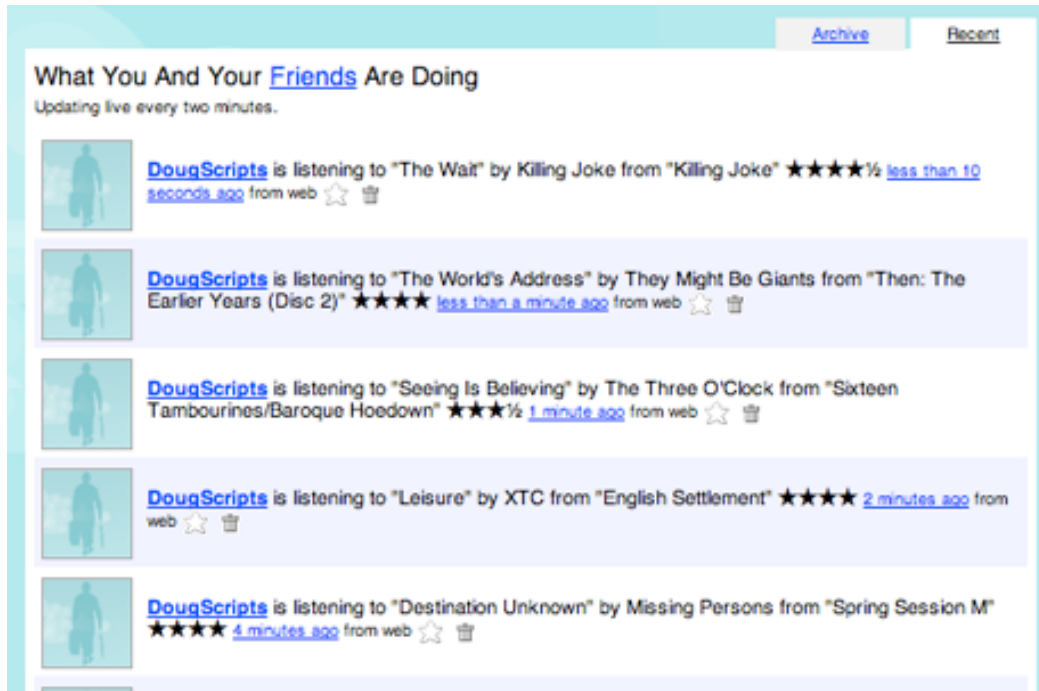 Archive
Recent
What You And Your Friends Are Doing
Updating live every two minutes.
DougScripts is listening to "The Wait" by Killing Joke from "Killing Joke" ★★★★½ less than 10
seconds ago from web
DougScripts is listening to "The World's Address" by They Might Be Giants from "Then: The
Earlier Years (Disc 2)" ★★★★ less than a minute ago from web
DougScripts is listening to "Seeing Is Believing" by The Three O'Clock from "Sixteen
Tambourines/Baroque Hoedown" ★★★½ 1 minute ago from web
DougScripts is listening to "Leisure" by XTC from "English Settlement" ★★★★ 2 minutes ago from
web
DougScripts is listening to "Destination Unknown" by Missing Persons from "Spring Session M"
★★★★ 4 minutes ago from web